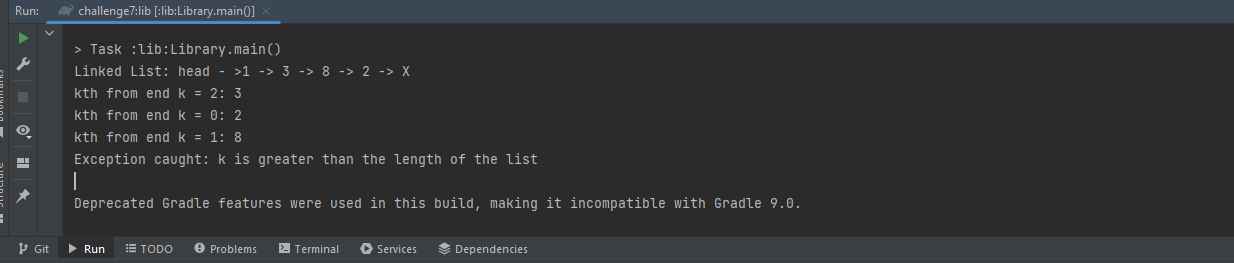 Run: challenge7:lib [:lib:Library.main()] ×
> Task :lib:Library.main()
Linked List: head - >1 -> 3 -> 8 -> 2 -> X
kth from end k = 2: 3
kth from end k = 0: 2
kth from end k = 1: 8
Exception caught: k is greater than the length of the list
Deprecated Gradle features were used in this build, making it incompatible with Gradle 9.0.
Bookmarks
Structure
Git Run TODO Problems Terminal Services Dependencies